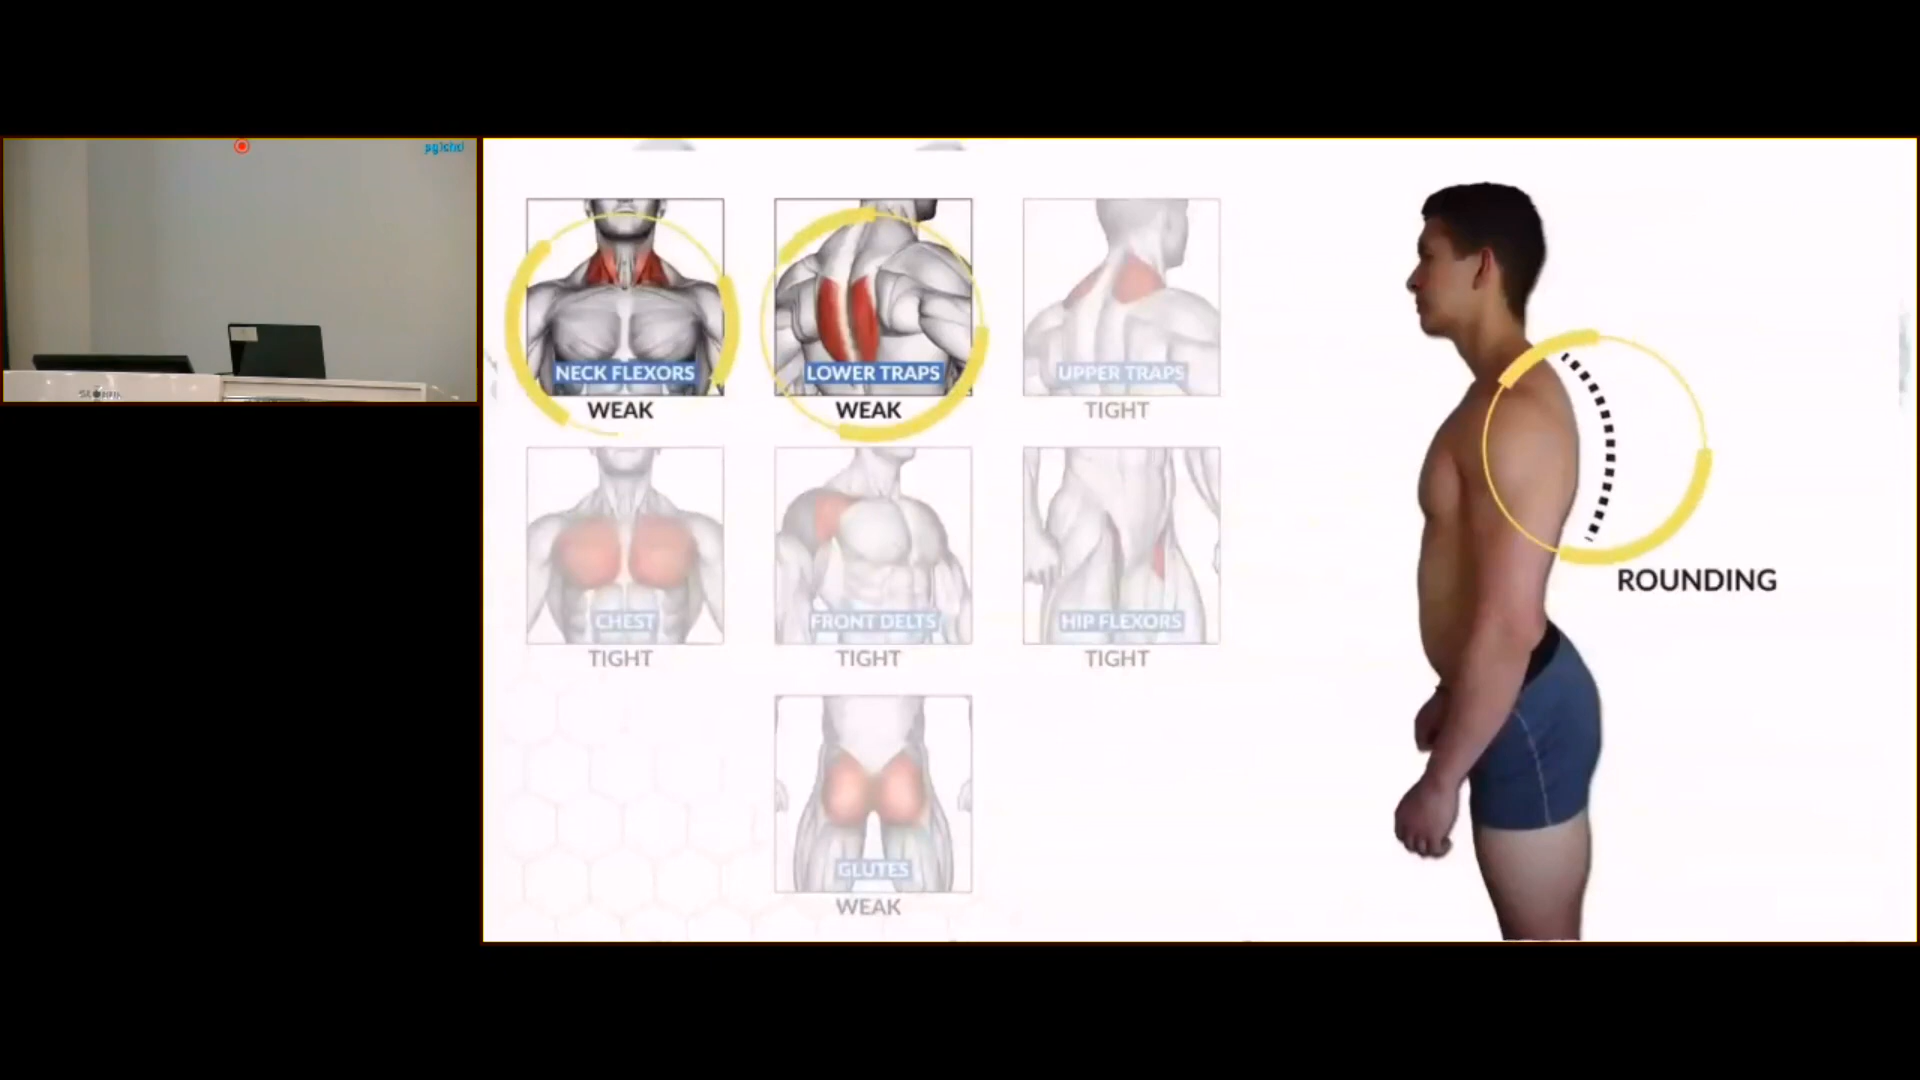 NECK FLEXORS
WEAK
LOWER TRAPS
WEAK
UPPER TRAPS
TIGHT
CHEST
TIGHT
FRONT DELTS
TIGHT
HIP FLEXORS
TIGHT
GLUTES
WEAK
ROUNDING